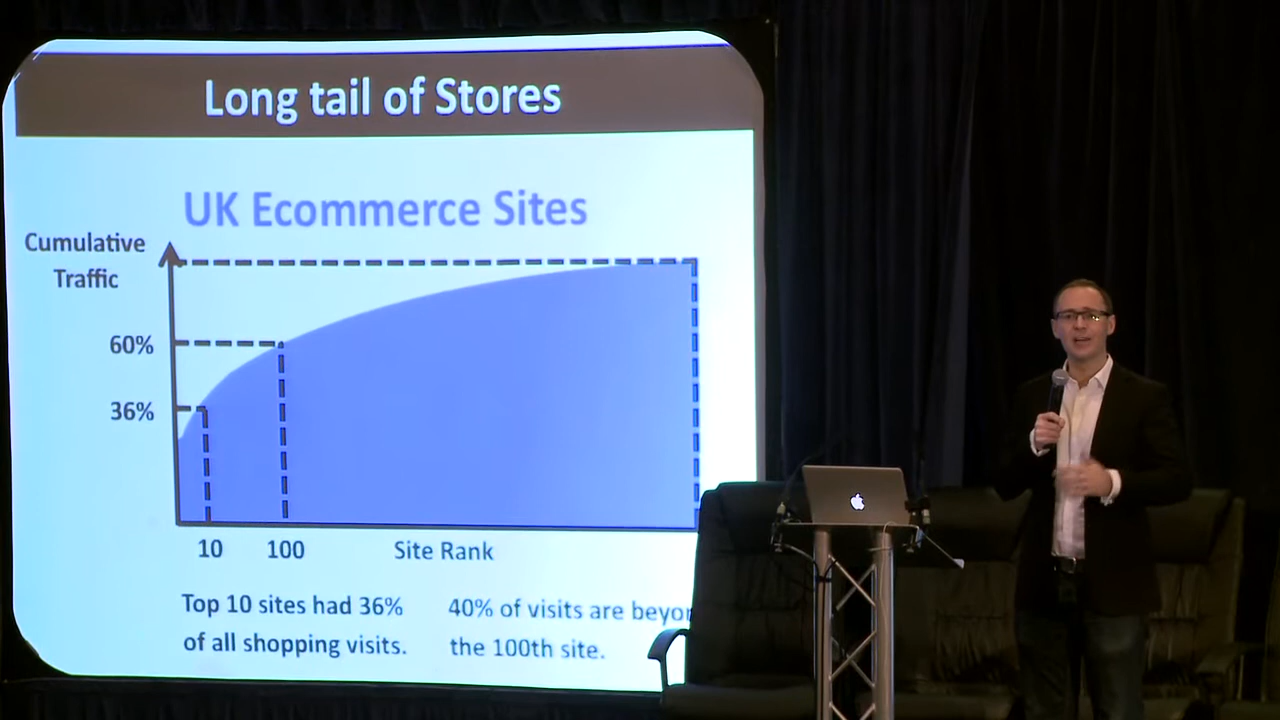 Long tail of Stores
UK Ecommerce Sites
Cumulative
Traffic
60%
36%
10
100
Site Rank
Top 10 sites had 36%
of all shopping visits.
40% of visits are beyon
the 100th site.